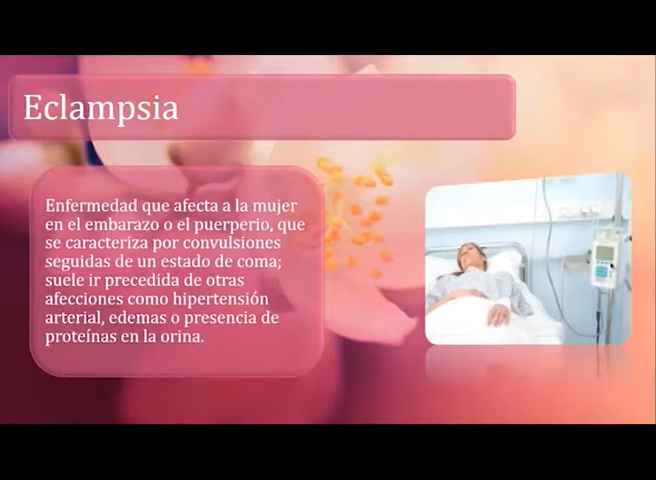 Eclampsia
Enfermedad que afecta a la mujer
en el embarazo o el puerperio, que
se caracteriza por convulsiones
seguidas de un estado de coma;
suele ir precedida de otras
afecciones como hipertensión
arterial, edemas o presencia de
proteínas en la orina.